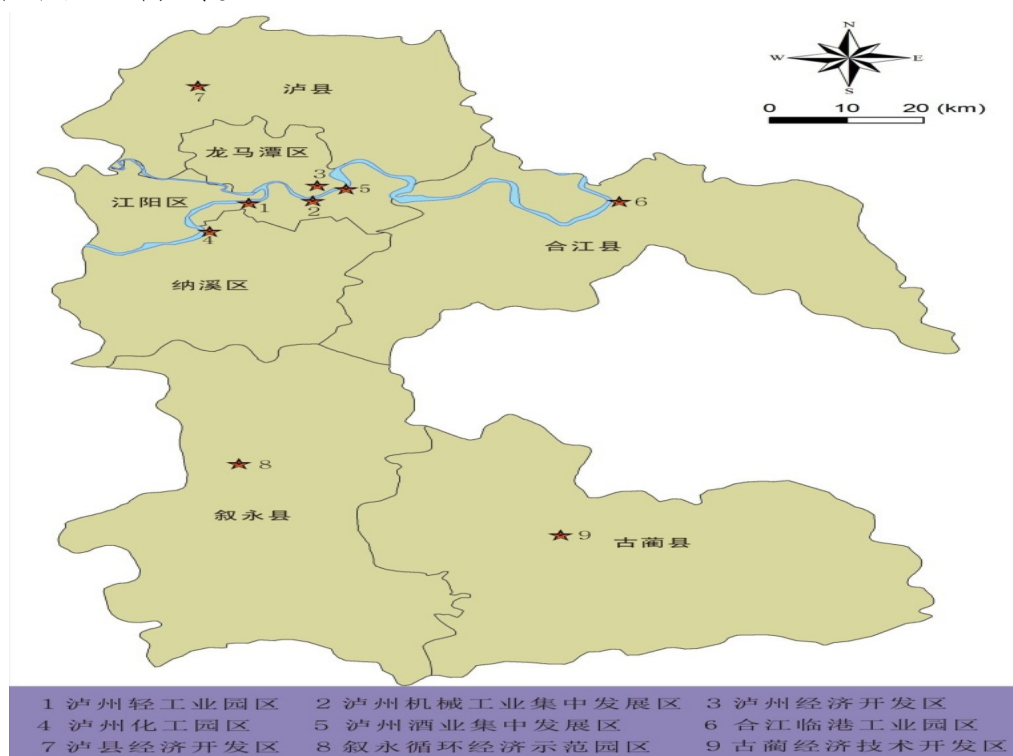 N
W E
S
0 10 20 (km)
泸县
7
龙马潭区
3
5
江阳区
1
2
6
4
合江县
纳溪区
8
叙永县
9
古蔺县
1 泸州轻工业园区 2 泸州机械工业集中发展区 3 泸州经济开发区
4 泸州化工园区 5 泸州酒业集中发展区 6 合江临港工业园区
7 泸县经济开发区 8 叙永循环经济示范园区 9 古蔺经济技术开发区